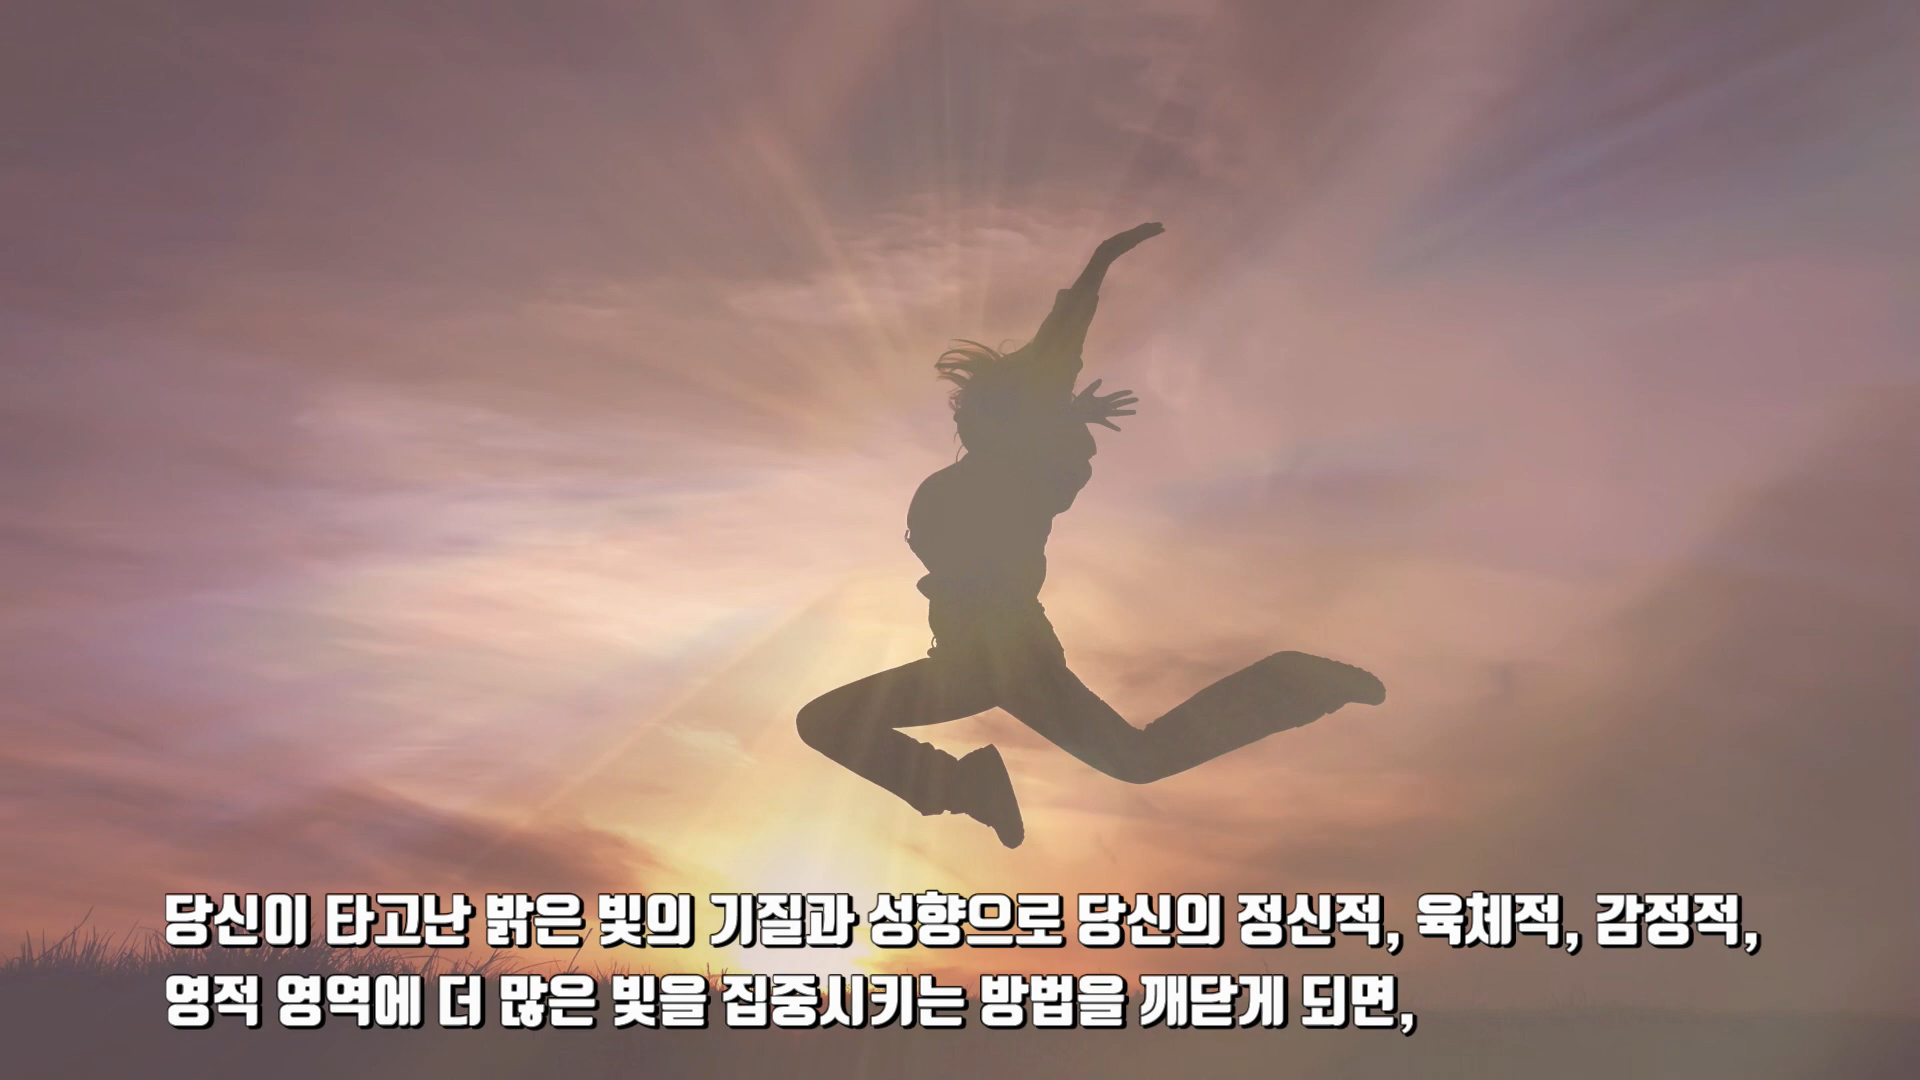 당신이 타고난 밝은 빛의 기질과 성향으로 당신의 정신적, 육체적, 감정적,
영적 영역에 더 많은 빛을 집중시키는 방법을 깨닫게 되면,